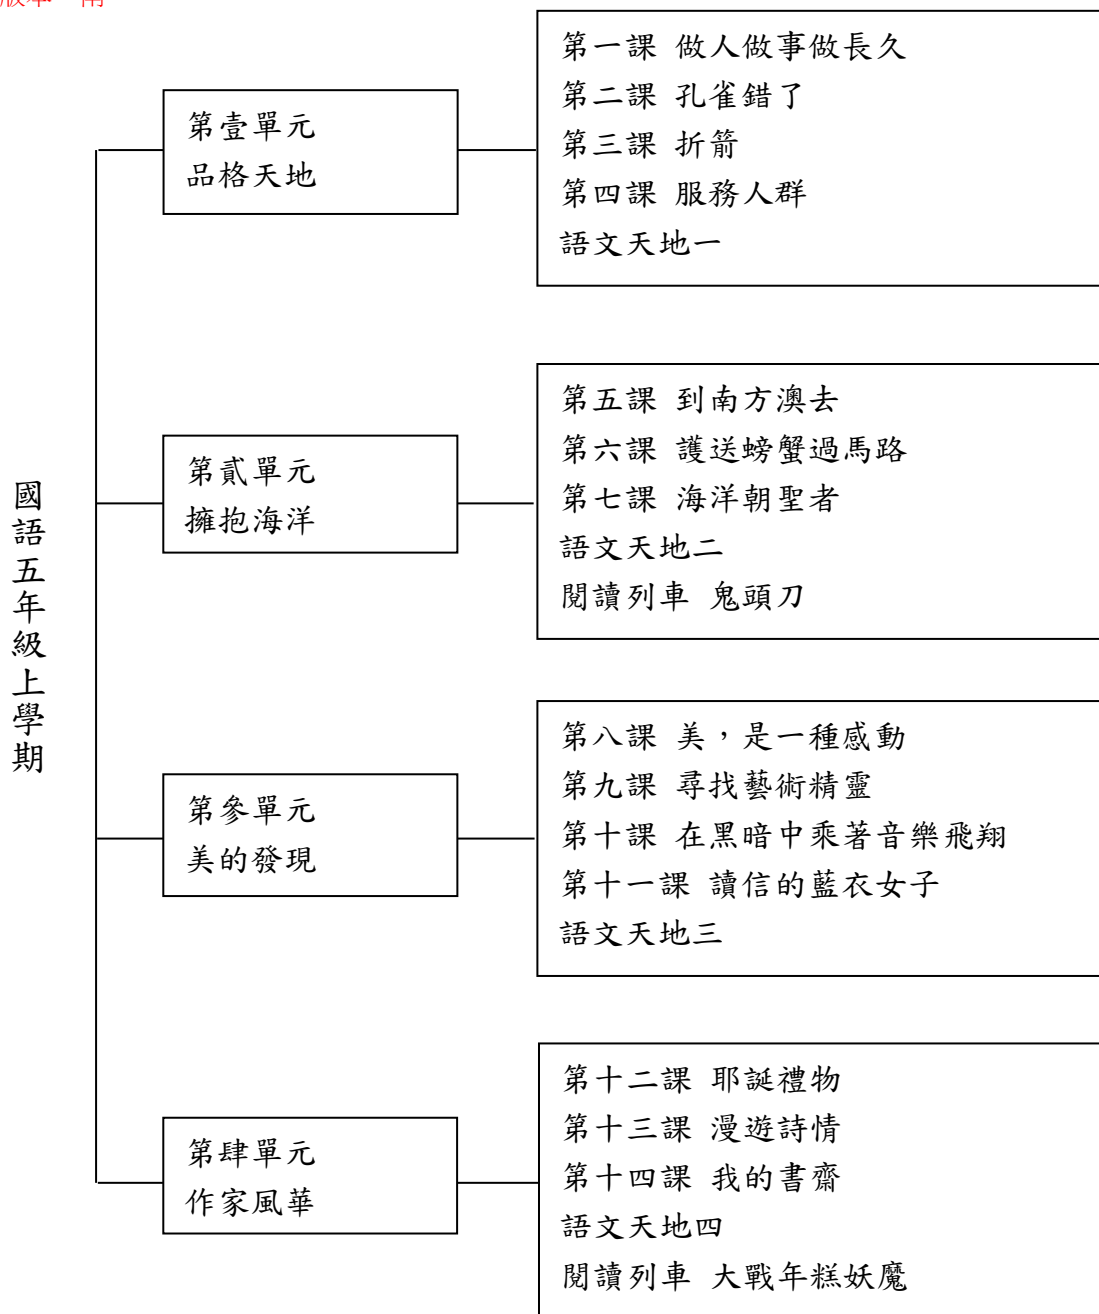 國語五年級上學期
第壹單元
品格天地
第一課 做人做事做長久
第二課 孔雀錯了
第三課 折箭
第四課 服務人群
語文天地一
第貳單元
擁抱海洋
第五課 到南方澳去
第六課 護送螃蟹過馬路
第七課 海洋朝聖者
語文天地二
閱讀列車 鬼頭刀
第參單元
美的發現
第八課 美，是一種感動
第九課 尋找藝術精靈
第十課 在黑暗中乘著音樂飛翔
第十一課 讀信的藍衣女子
語文天地三
第肆單元
作家風華
第十二課 耶誕禮物
第十三課 漫遊詩情
第十四課 我的書齋
語文天地四
閱讀列車 大戰年糕妖魔